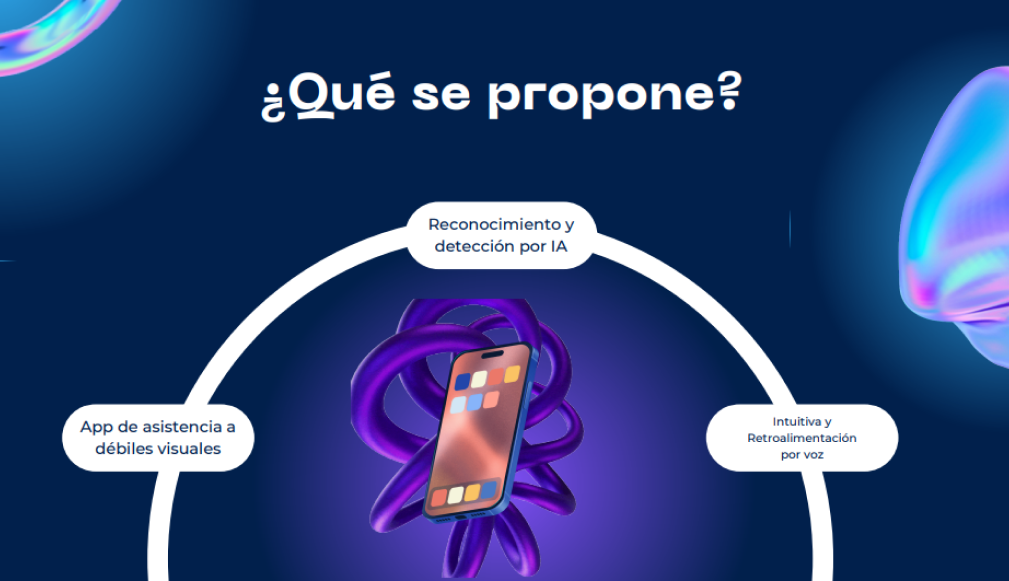 ¿Qué se propone?
Reconocimiento y
detección por IA
App de asistencia a
débiles visuales
Intuitiva y
Retroalimentación
por voz